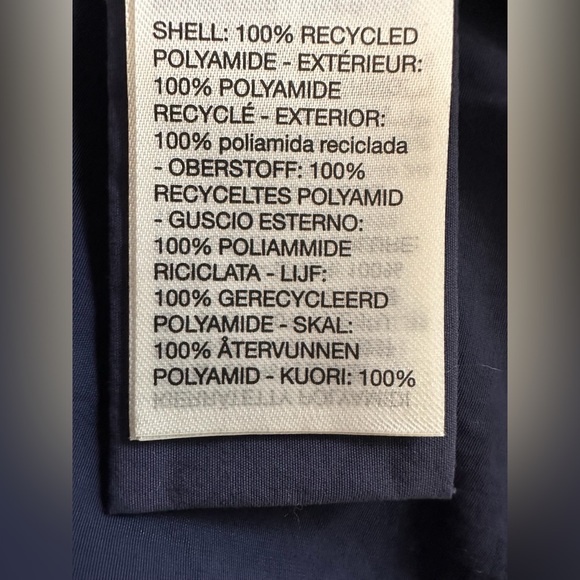 SHELL: 100% RECYCLED
POLYAMIDE - EXTÉRIEUR:
100% POLYAMIDE
RECYCLÉ - EXTERIOR:
100% poliamida reciclada
- OBERSTOFF: 100%
RECYCELTES POLYAMID
- GUSCIO ESTERNO:
100% POLIAMMIDE
RICICLATA - LIJF:
100% GERECYCLEERD
POLYAMIDE - SKAL:
100% ÅTERVUNNEN
POLYAMID - KUORI: 100%